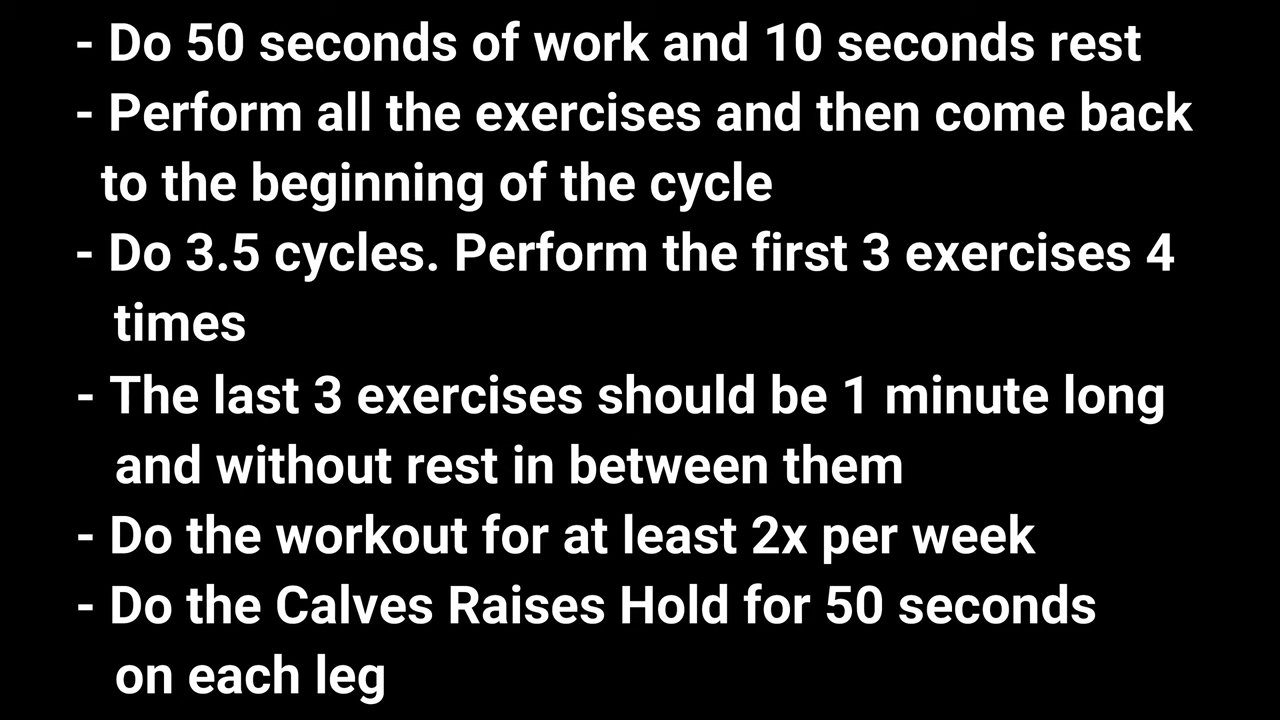 - Do 50 seconds of work and 10 seconds rest
- Perform all the exercises and then come back
to the beginning of the cycle
- Do 3.5 cycles. Perform the first 3 exercises 4
times
- The last 3 exercises should be 1 minute long
and without rest in between them
- Do the workout for at least 2x per week
- Do the Calves Raises Hold for 50 seconds
on each leg